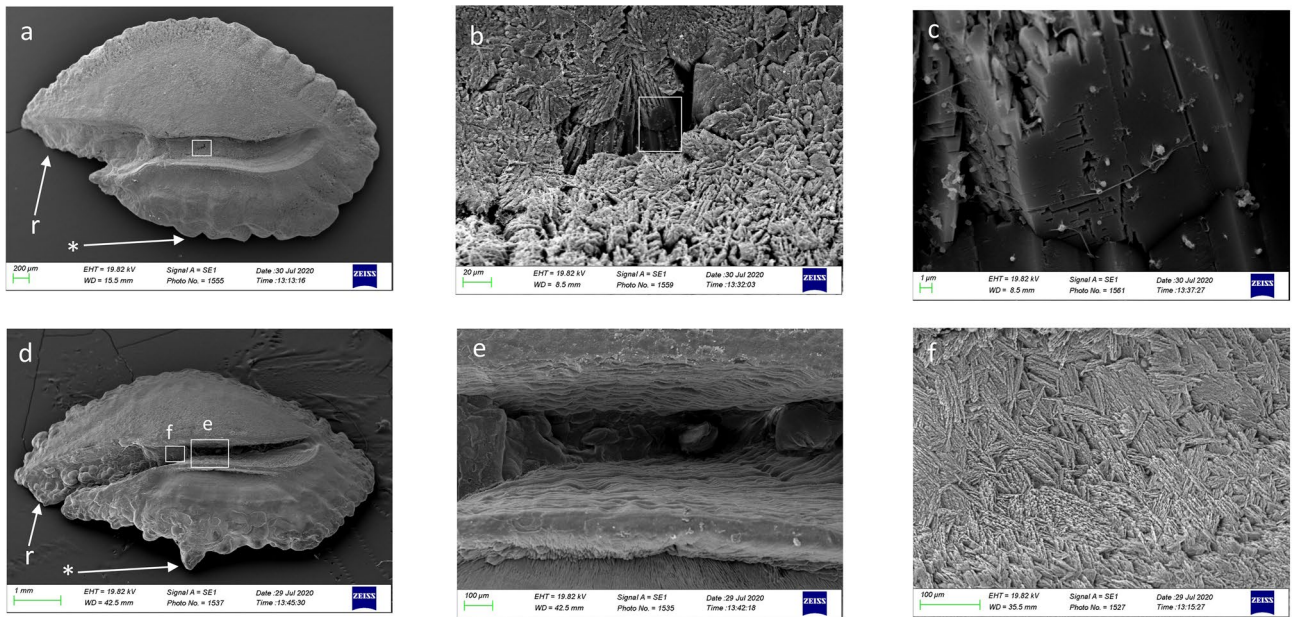 a
r
*
200 µm
EHT = 19.82 kV Signal A = SE1 Date :30 Jul 2020
WD = 15.5 mm Photo No. = 1555 Time :13:13:16
ZEISS
b
20 µm
EHT = 19.82 kV Signal A = SE1 Date :30 Jul 2020
WD = 8.5 mm Photo No. = 1559 Time :13:32:03
ZEISS
c
1 µm
EHT = 19.82 kV Signal A = SE1 Date :30 Jul 2020
WD = 8.5 mm Photo No. = 1561 Time :13:37:27
ZEISS
d
f
e
r
*
1 mm
EHT = 19.82 kV Signal A = SE1 Date :29 Jul 2020
WD = 42.5 mm Photo No. = 1537 Time :13:45:30
ZEISS
e
100 µm
EHT = 19.82 kV Signal A = SE1 Date :29 Jul 2020
WD = 42.5 mm Photo No. = 1535 Time :13:42:18
ZEISS
f
100 µm
EHT = 19.82 kV Signal A = SE1 Date :29 Jul 2020
WD = 35.5 mm Photo No. = 1527 Time :13:15:27
ZEISS